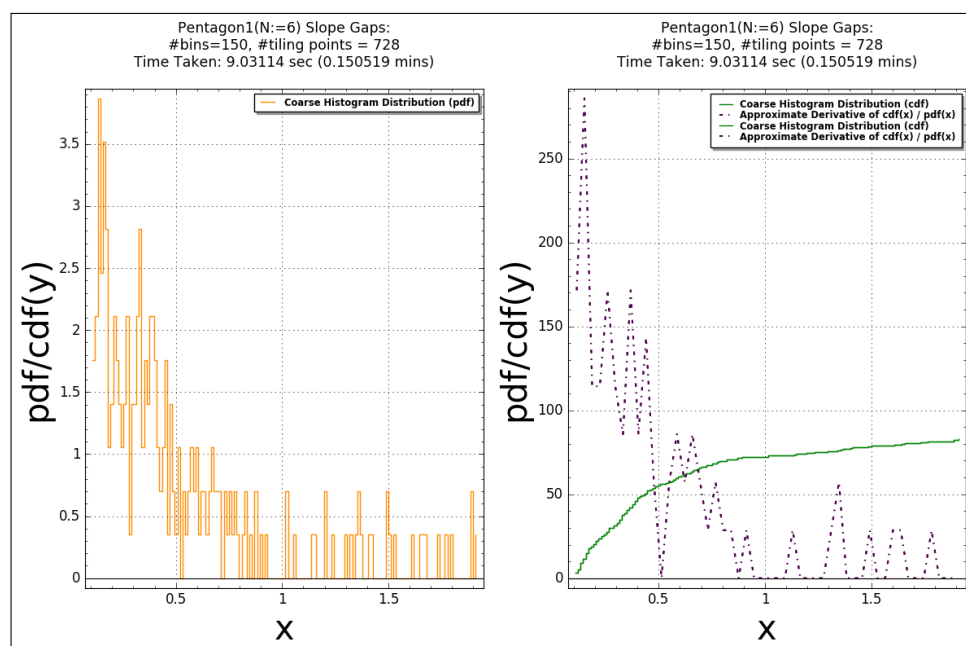 Pentagon1(N:=6) Slope Gaps:
#bins=150, #tiling points = 728
Time Taken: 9.03114 sec (0.150519 mins)
Coarse Histogram Distribution (pdf)
3.5
3
2.5
2
1.5
1
0.5
0
pdf/cdf(y)
0.5
1
1.5
x
Pentagon1(N:=6) Slope Gaps:
#bins=150, #tiling points = 728
Time Taken: 9.03114 sec (0.150519 mins)
Coarse Histogram Distribution (cdf)
Approximate Derivative of cdf(x) / pdf(x)
Coarse Histogram Distribution (cdf)
Approximate Derivative of cdf(x) / pdf(x)
250
200
150
100
50
0
pdf/cdf(y)
0.5
1
1.5
x